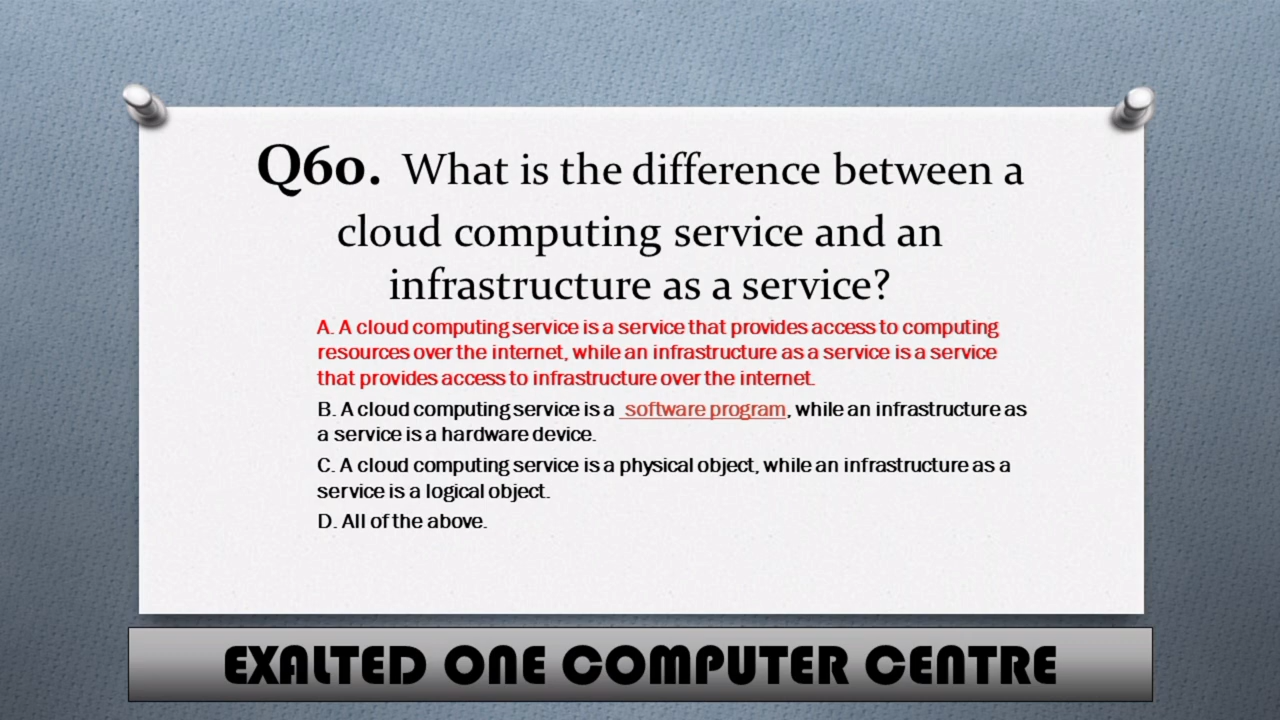 Q60. What is the difference between a
cloud computing service and an
infrastructure as a service?
A. A cloud computing service is a service that provides access to computing
resources over the internet, while an infrastructure as a service is a service
that provides access to infrastructure over the internet.
B. A cloud computing service is a software program, while an infrastructure as
a service is a hardware device.
C. A cloud computing service is a physical object, while an infrastructure as a
service is a logical object.
D. All of the above.
EXALTED ONE COMPUTER CENTRE